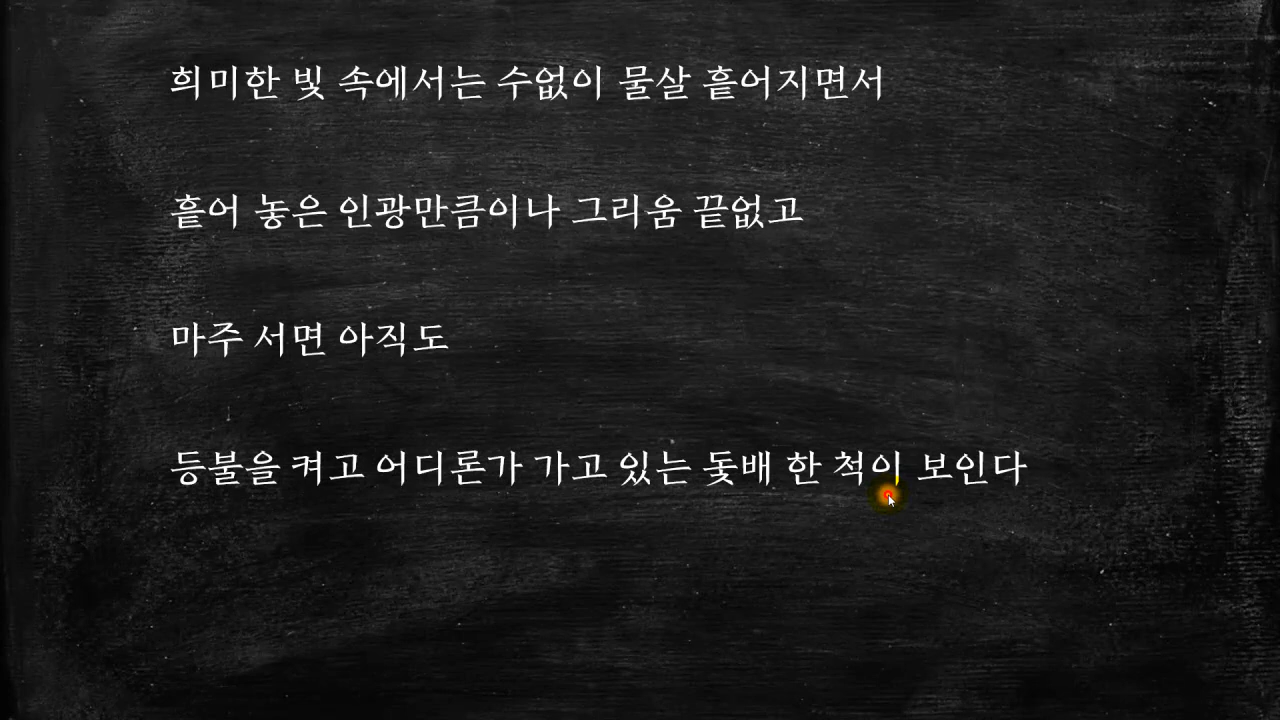 희미한 빛 속에서는 수없이 물살 흩어지면서
흩어 놓은 인광만큼이나 그리움 끝없고
마주 서면 아직도
등불을 켜고 어디론가 가고 있는 돛배 한 척이 보인다